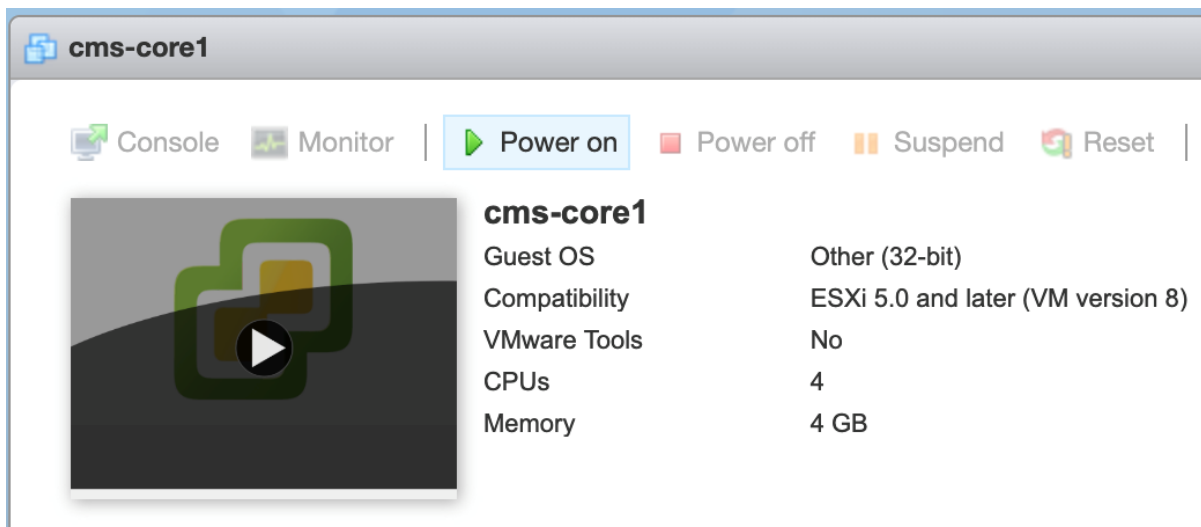 cms-core1
Console Monitor Power on Power off Suspend Reset
cms-core1
Guest OS Other (32-bit)
Compatibility ESXi 5.0 and later (VM version 8)
VMware Tools No
CPUs 4
Memory 4 GB